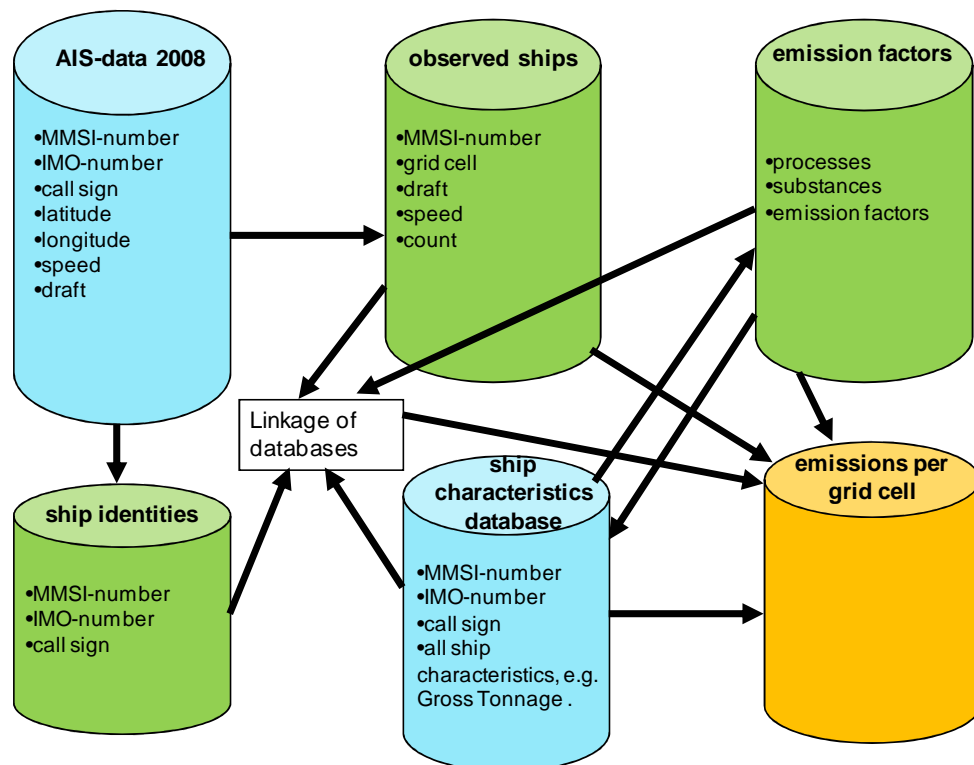 AIS-data 2008
•MMSI-number
•IMO-number
•call sign
•latitude
•longitude
•speed
•draft
observed ships
•MMSI-number
•grid cell
•draft
•speed
•count
emission factors
•processes
•substances
•emission factors
Linkage of
databases
ship identities
•MMSI-number
•IMO-number
•call sign
ship
characteristics
database
•MMSI-number
•IMO-number
•call sign
•all ship
characteristics, e.g.
Gross Tonnage .
emissions per
grid cell